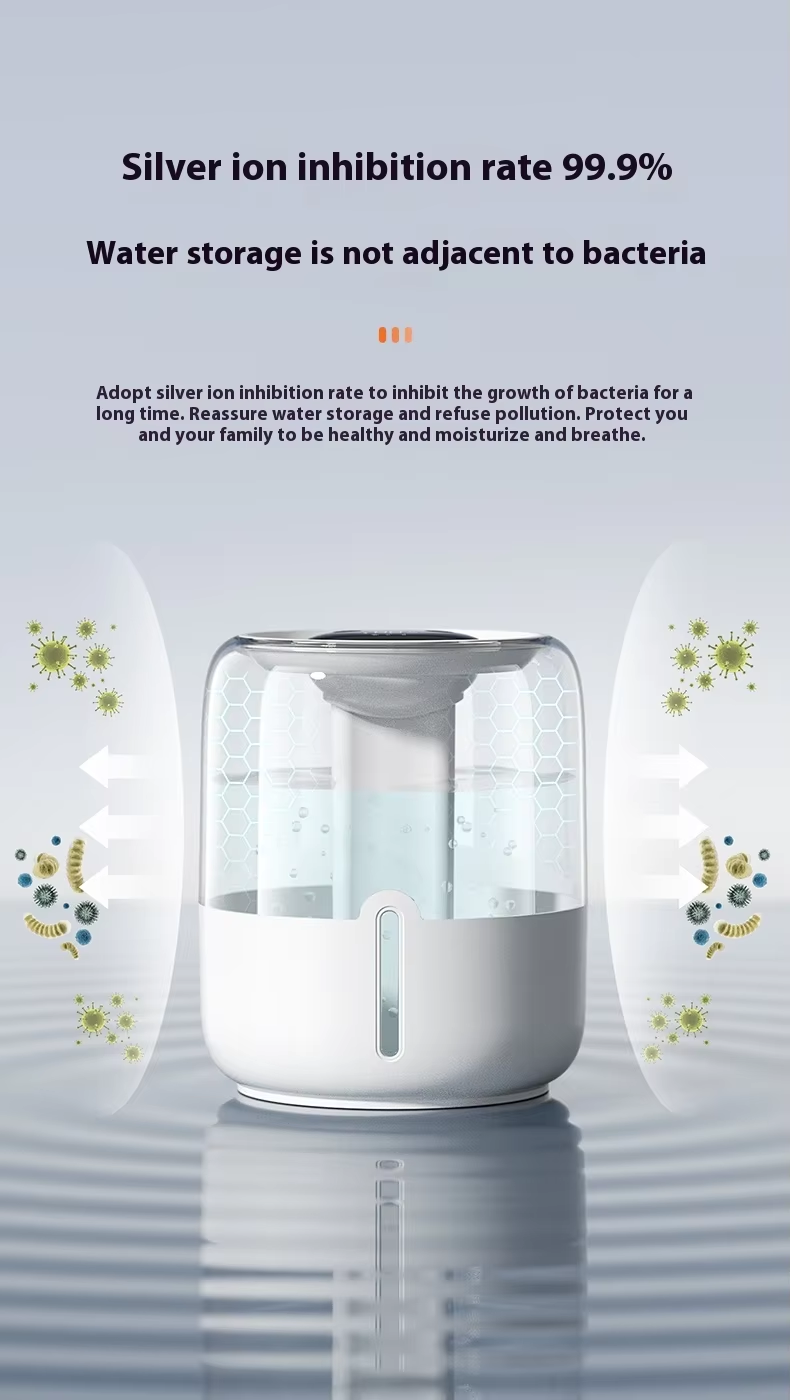 Silver ion inhibition rate 99.9%
Water storage is not adjacent to bacteria
Adopt silver ion inhibition rate to inhibit the growth of bacteria for a
long time. Reassure water storage and refuse pollution. Protect you
and your family to be healthy and moisturize and breathe.